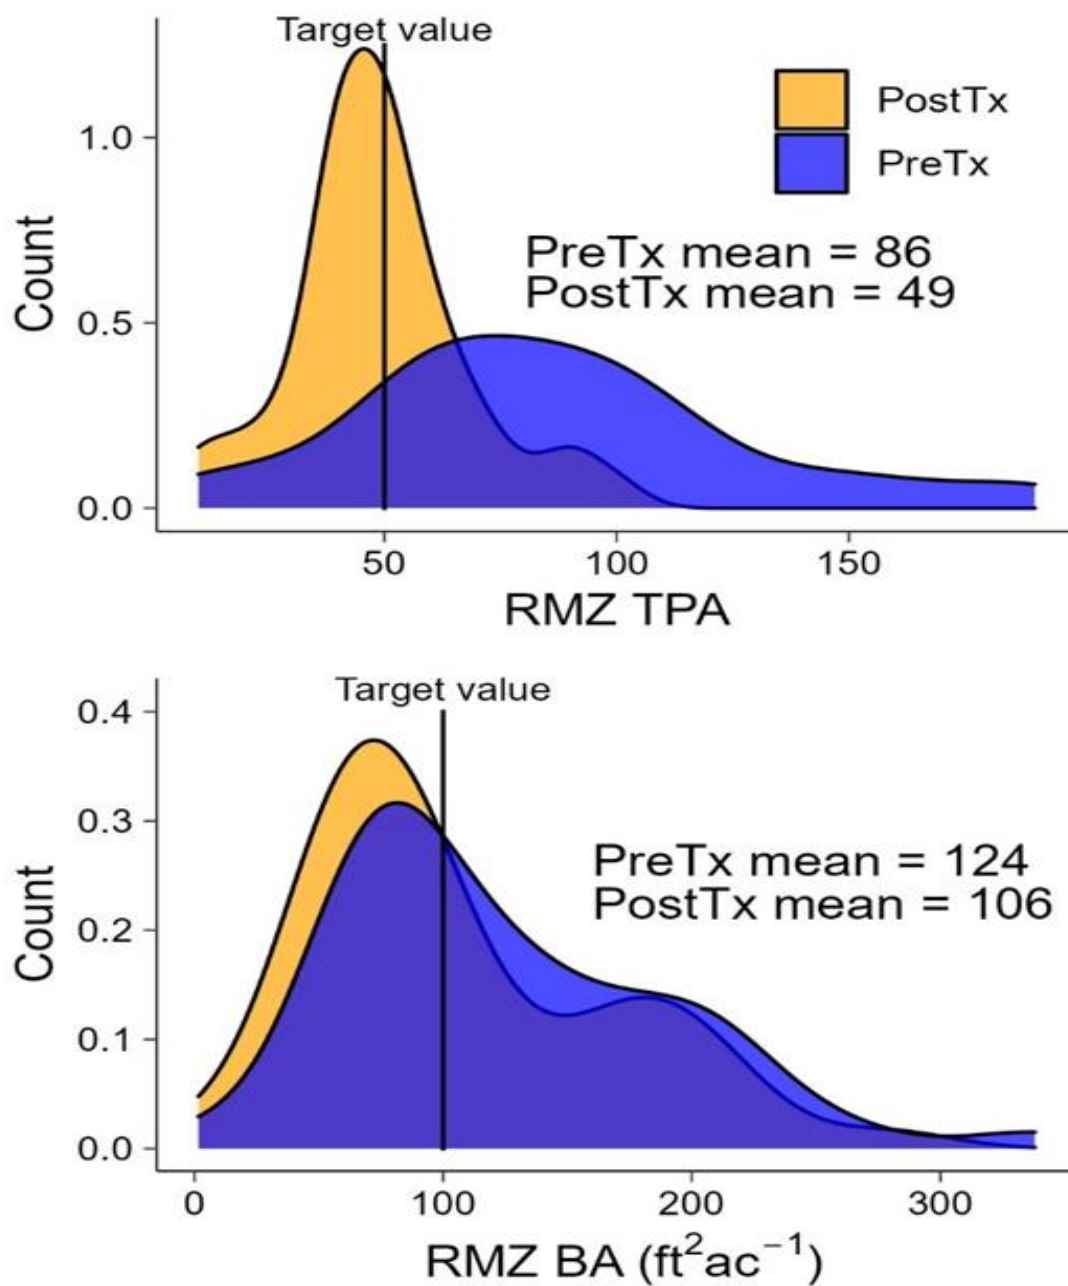 Target value
PostTx
PreTx
PreTx mean = 86
PostTx mean = 49
Count
1.0
0.5
0.0
50 100 150
RMZ TPA
Target value
0.4
0.3
0.2
0.1
0.0
Count
PreTx mean = 124
PostTx mean = 106
0 100 200 300
RMZ BA (ft²ac⁻¹)